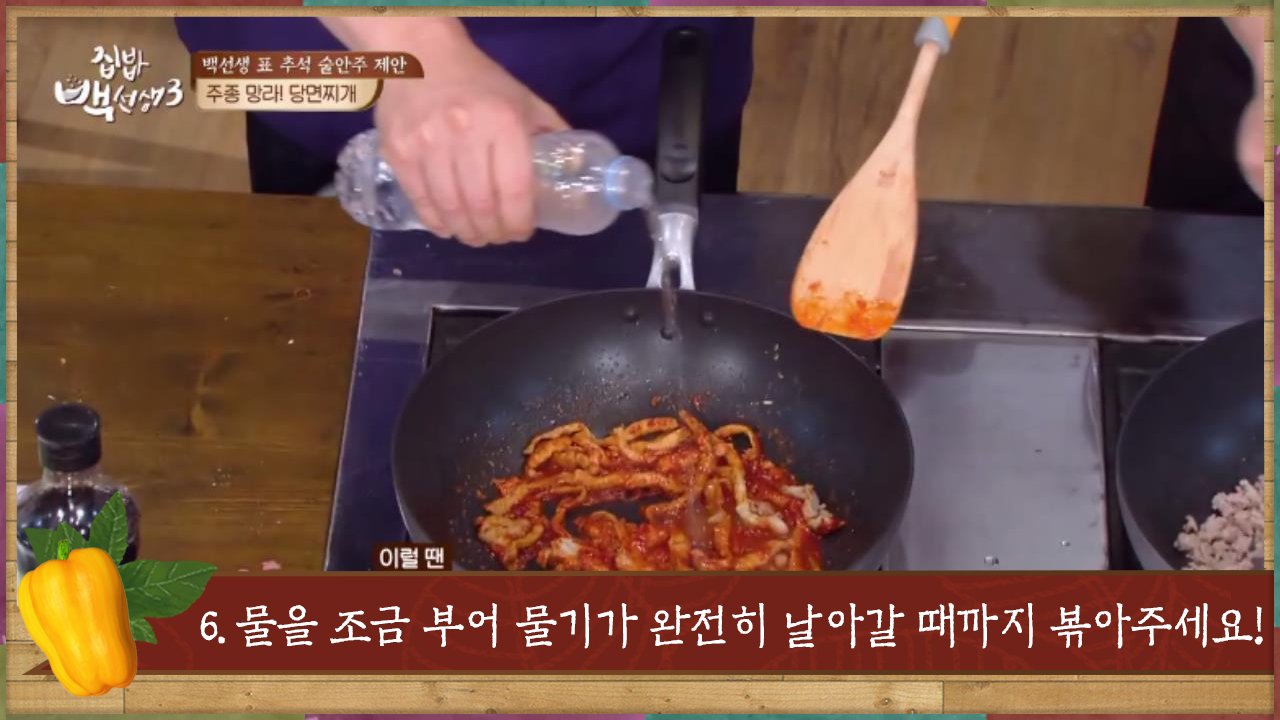 집밥
백선생3
백선생 표 추석 술안주 제안
주종 망라! 당면찌개
이럴 땐
6. 물을 조금 부어 물기가 완전히 날아갈 때까지 볶아주세요!